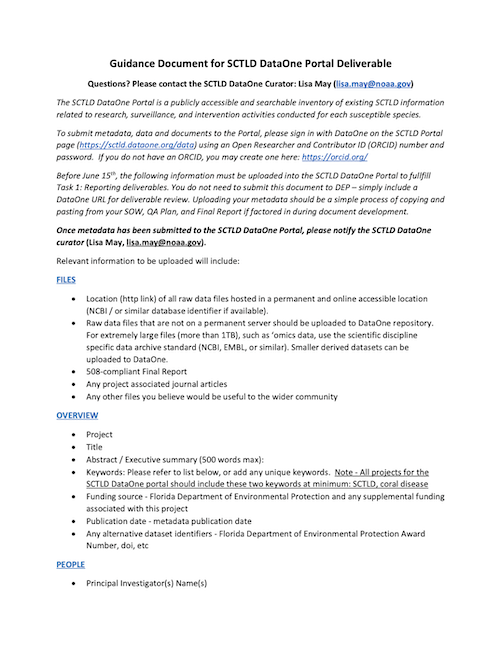 Guidance Document for SCTLD DataOne Portal Deliverable
Questions? Please contact the SCTLD DataOne Curator: Lisa May (lisa.may@noaa.gov)
The SCTLD DataOne Portal is a publicly accessible and searchable inventory of existing SCTLD information
related to research, surveillance, and intervention activities conducted for each susceptible species.
To submit metadata, data and documents to the Portal, please sign in with DataOne on the SCTLD Portal
page (https://sctld.dataone.org/data) using an Open Researcher and Contributor ID (ORCID) number and
password. If you do not have an ORCID, you may create one here: https://orcid.org/
Before June 15th, the following information must be uploaded into the SCTLD DataOne Portal to fullfill
Task 1: Reporting deliverables. You do not need to submit this document to DEP – simply include a
DataOne URL for deliverable review. Uploading your metadata should be a simple process of copying and
pasting from your SOW, QA Plan, and Final Report if factored in during document development.
Once metadata has been submitted to the SCTLD DataOne Portal, please notify the SCTLD DataOne
curator (Lisa May, lisa.may@noaa.gov).
Relevant information to be uploaded will include:
FILES
• Location (http link) of all raw data files hosted in a permanent and online accessible location
(NCBI / or similar database identifier if available).
• Raw data files that are not on a permanent server should be uploaded to DataOne repository.
For extremely large files (more than 1TB), such as ‘omics data, use the scientific discipline
specific data archive standard (NCBI, EMBL, or similar). Smaller derived datasets can be
uploaded to DataOne.
• 508-compliant Final Report
• Any project associated journal articles
• Any other files you believe would be useful to the wider community
OVERVIEW
• Project
• Title
• Abstract / Executive summary (500 words max):
• Keywords: Please refer to list below, or add any unique keywords. Note - All projects for the
SCTLD DataOne portal should include these two keywords at minimum: SCTLD, coral disease
• Funding source - Florida Department of Environmental Protection and any supplemental funding
associated with this project
• Publication date - metadata publication date
• Any alternative dataset identifiers - Florida Department of Environmental Protection Award
Number, doi, etc
PEOPLE
• Principal Investigator(s) Name(s)